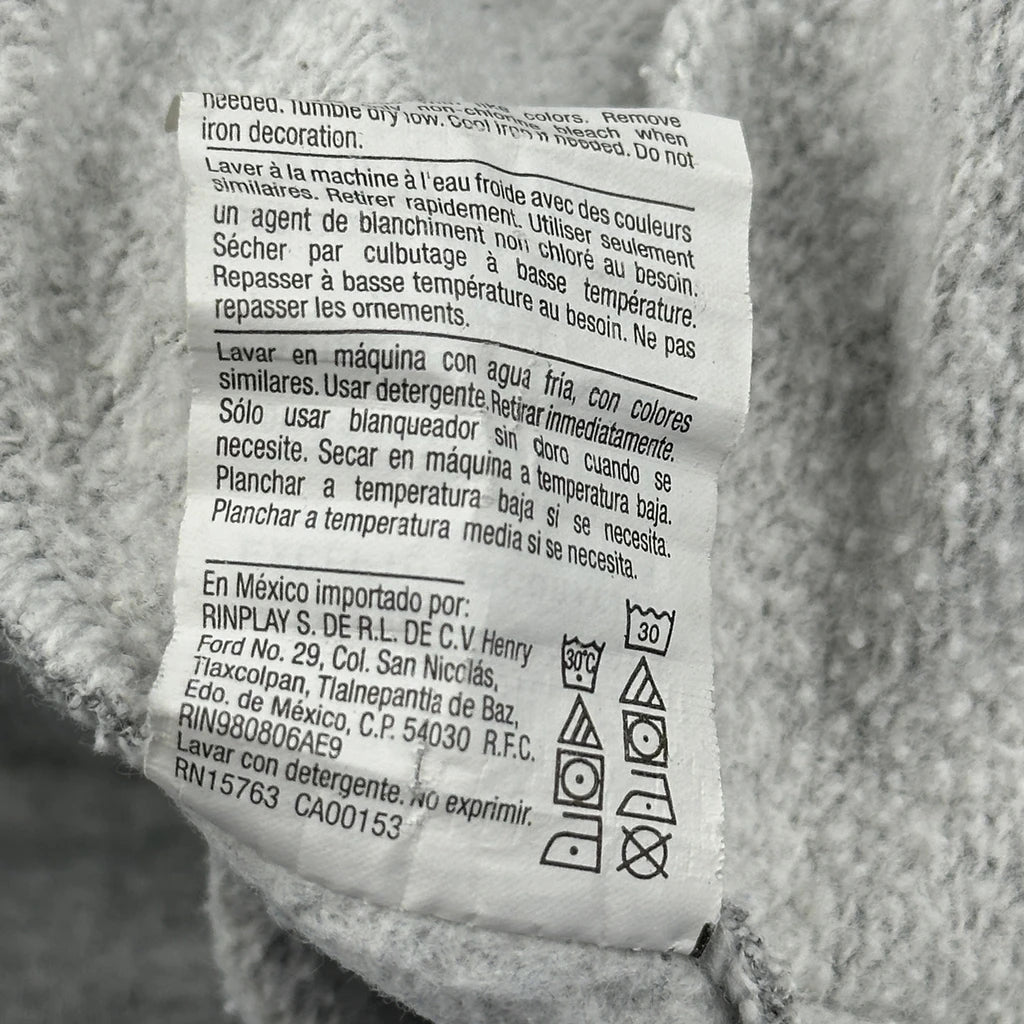 colors. Remove
needed. Tumble dry low. non-chlorine bleach when
Cool Iron if needed. Do not
iron decoration.
Laver à la machine à l'eau froide avec des couleurs
similaires. Retirer rapidement. Utiliser seulement
un agent de blanchiment non chloré au besoin.
Sécher par culbutage à basse température.
Repasser à basse température au besoin. Ne pas
repasser les ornements.
Lavar en máquina con agua fría, con colores
similares. Usar detergente. Retirar inmediatamente.
Sólo usar blanqueador sin cloro cuando se
necesite. Secar en máquina a temperatura baja.
Planchar a temperatura baja si se necesita.
Planchar a temperatura media si se necesita.
En México importado por:
RINPLAY S. DE R.L. DE C.V Henry
Ford No. 29, Col. San Nicolás,
Tlaxcolpan, Tlalnepantla de Baz,
Edo. de México, C.P. 54030 R.F.C.
RIN980806AE9
Lavar con detergente. No exprimir.
RN15763 CA00153
30°C
30